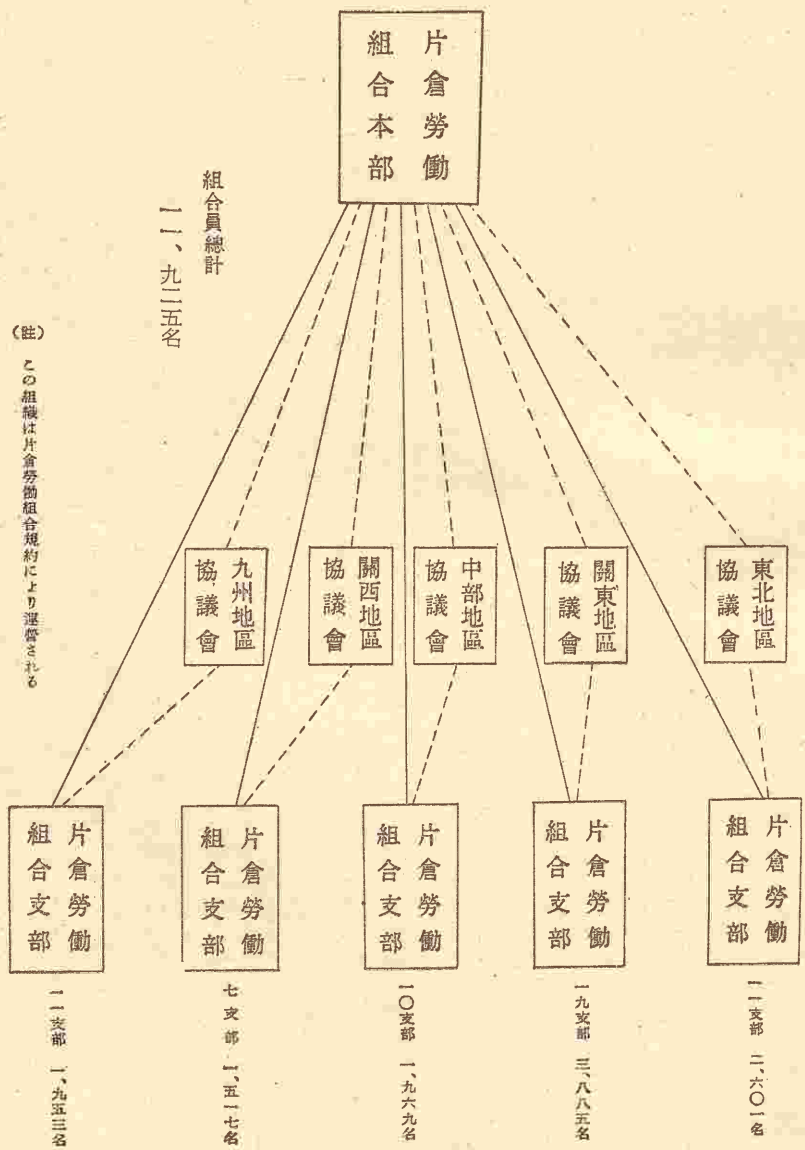 片倉勞働
組合本部
組合員總計
一一、九二五名
東北地區
協議會
關東地區
協議會
中部地區
協議會
關西地區
協議會
九州地區
協議會
片倉勞働
組合支部
一一支部 二、六〇一名
片倉勞働
組合支部
一九支部 三、八八五名
片倉勞働
組合支部
一〇支部 一、九六九名
片倉勞働
組合支部
七支部 一、五一七名
片倉勞働
組合支部
一一支部 一、九五三名
(註) この組織は片倉勞働組合規約により運營される